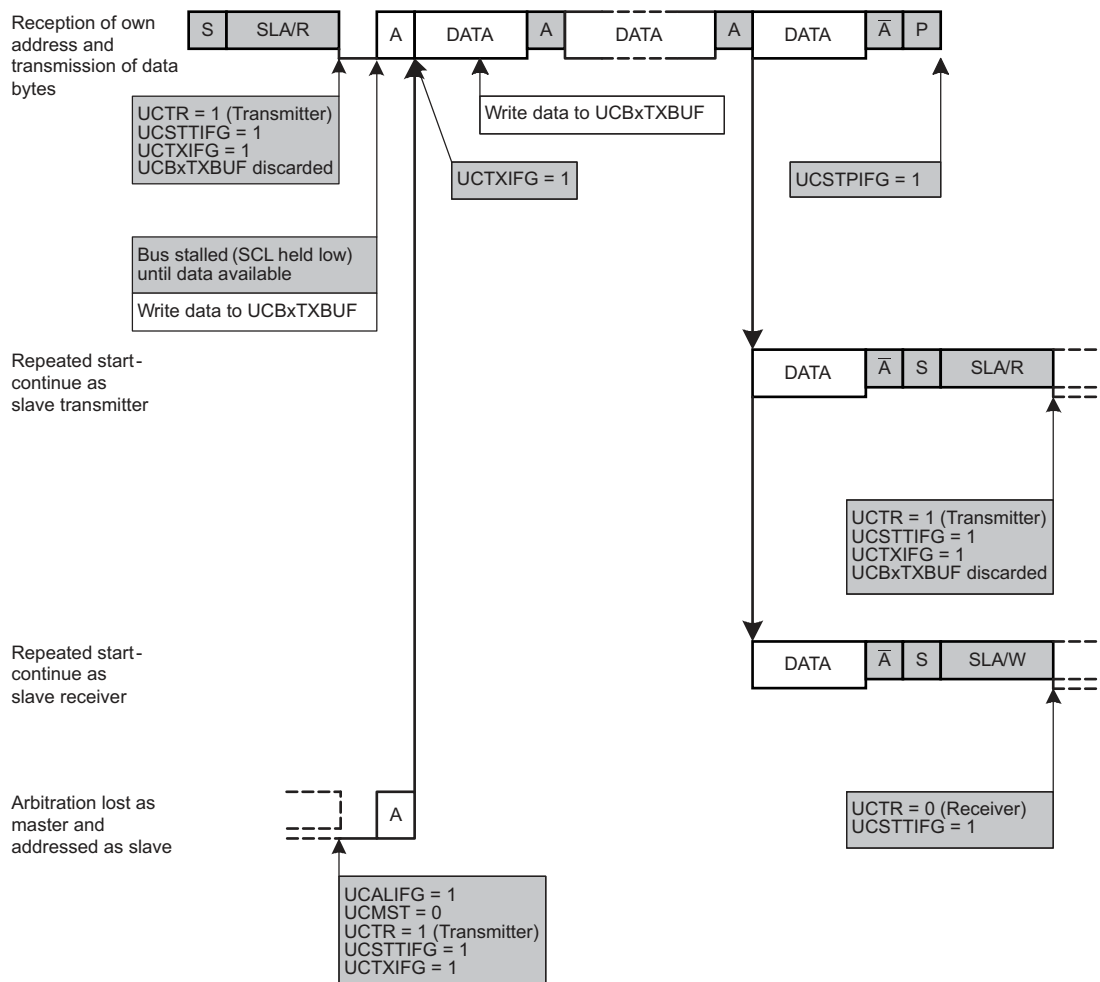 Reception of own
address and
transmission of data
bytes
S SLA/R A DATA A DATA A DATA A̅ P
UCTR = 1 (Transmitter)
UCSTTIFG = 1
UCTXIFG = 1
UCBxTXBUF discarded
Write data to UCBxTXBUF
UCTXIFG = 1
UCSTPIFG = 1
Bus stalled (SCL held low)
until data available
Write data to UCBxTXBUF
Repeated start-
continue as
slave transmitter
DATA A̅ S SLA/R
UCTR = 1 (Transmitter)
UCSTTIFG = 1
UCTXIFG = 1
UCBxTXBUF discarded
Repeated start-
continue as
slave receiver
DATA A̅ S SLA/W
UCTR = 0 (Receiver)
UCSTTIFG = 1
Arbitration lost as
master and
addressed as slave
A
UCALIFG = 1
UCMST = 0
UCTR = 1 (Transmitter)
UCSTTIFG = 1
UCTXIFG = 1